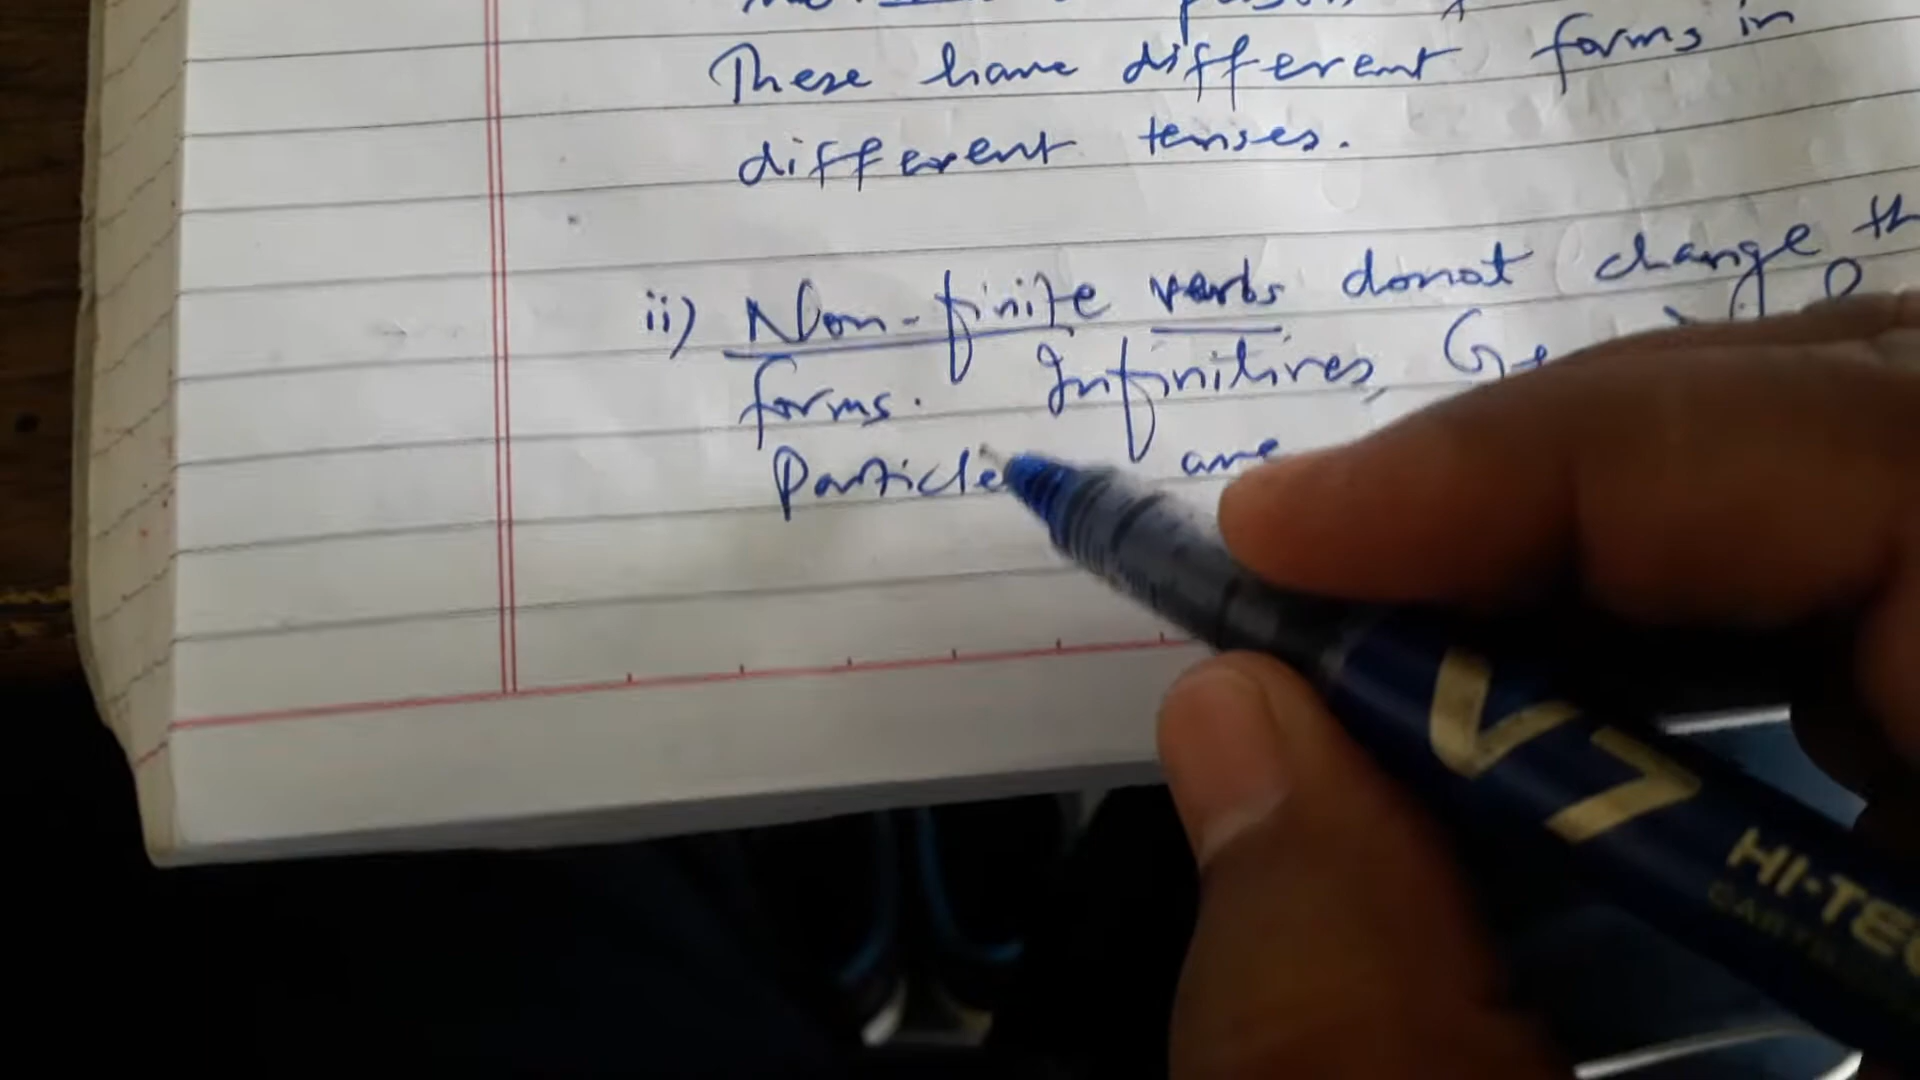 These have different forms in
different tenses.
ii) Non-finite verbs donot change
forms. Infinitives,
Particle are
V7
HI-TEC